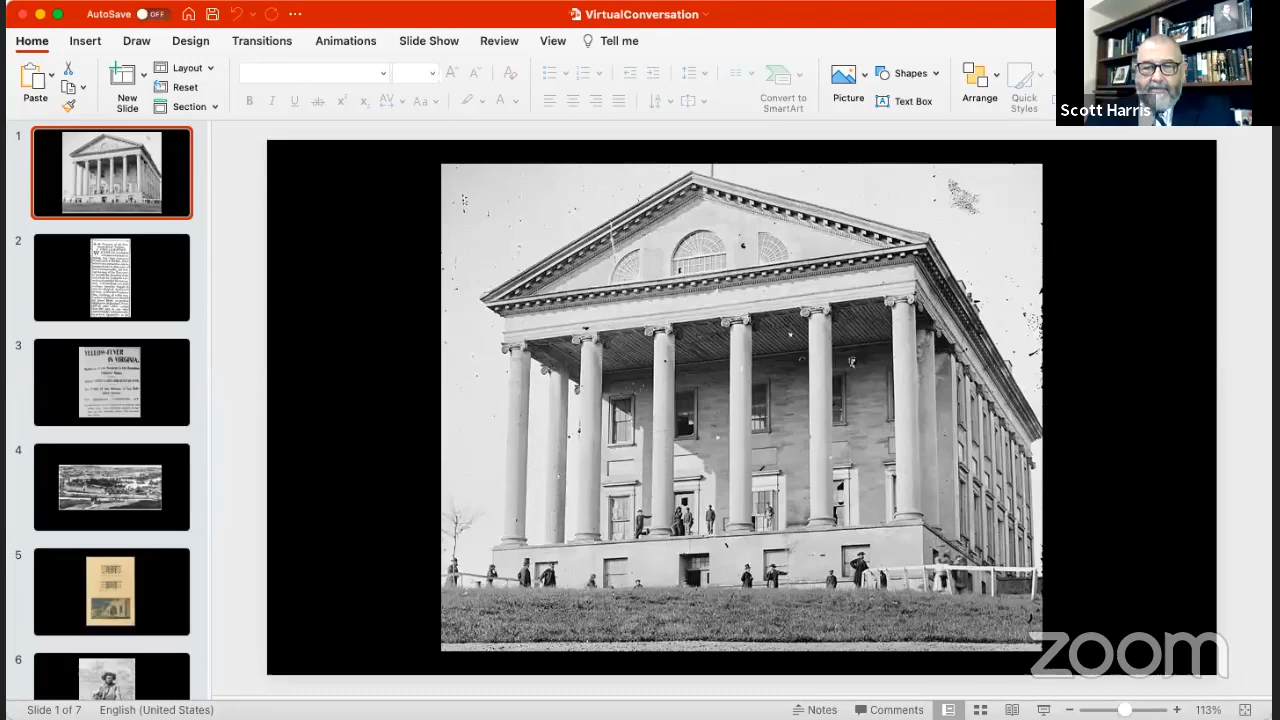 AutoSave OFF
VirtualConversation
Home Insert Draw Design Transitions Animations Slide Show Review View Tell me
Paste
New Slide
Layout
Reset
Section
Convert to SmartArt
Picture
Shapes
Text Box
Arrange
Quick Styles
Scott Harris
1
2
3
YELLOW FEVER
IN VIRGINIA.
4
5
6
zoom
Slide 1 of 7 English (United States) Notes Comments 113%